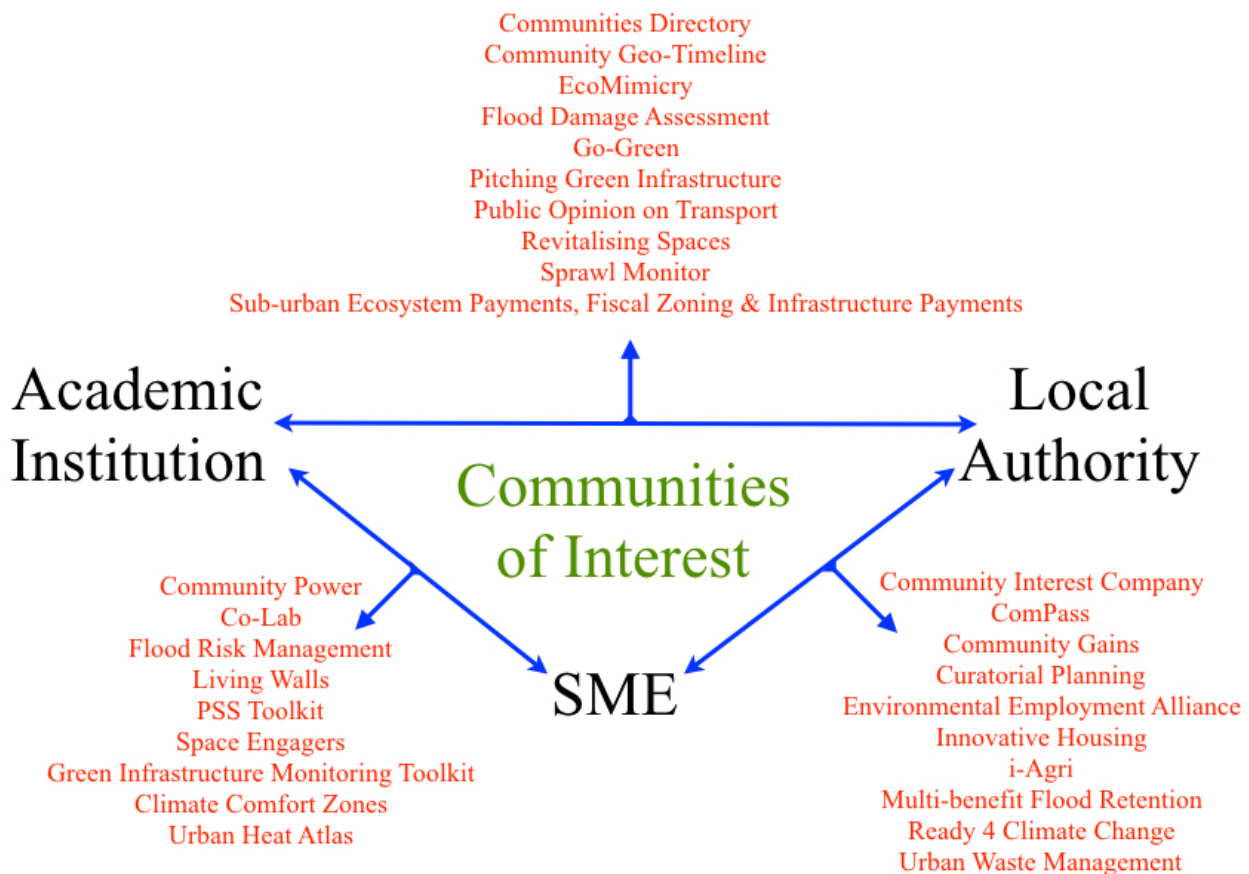 Communities Directory
Community Geo-Timeline
EcoMimicry
Flood Damage Assessment
Go-Green
Pitching Green Infrastructure
Public Opinion on Transport
Revitalising Spaces
Sprawl Monitor
Sub-urban Ecosystem Payments, Fiscal Zoning & Infrastructure Payments
Academic
Institution
Local
Authority
Communities
of Interest
Community Power
Co-Lab
Flood Risk Management
Living Walls
PSS Toolkit
Space Engagers
Green Infrastructure Monitoring Toolkit
Climate Comfort Zones
Urban Heat Atlas
SME
Community Interest Company
ComPass
Community Gains
Curatorial Planning
Environmental Employment Alliance
Innovative Housing
i-Agri
Multi-benefit Flood Retention
Ready 4 Climate Change
Urban Waste Management